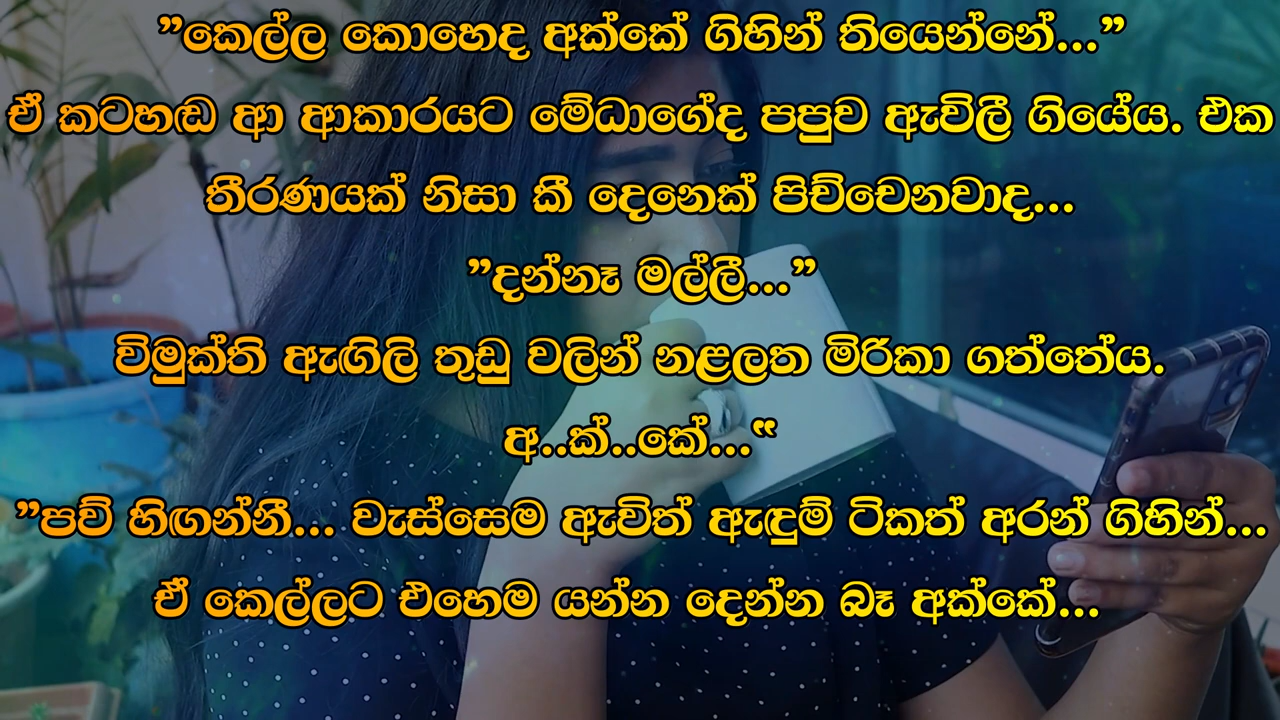 ”කෙල්ල කොහෙද අක්කේ ගිහින් තියෙන්නේ...”
ඒ කටහඬ ආ ආකාරයට මේධාගේද පපුව ඇවිලී ගියේය. එක
තීරණයක් නිසා කී දෙනෙක් පිච්චෙනවාද...
”දන්නෑ මල්ලී...”
විමුක්ති ඇඟිලි තුඩු වලින් නළලත මිරිකා ගත්තේය.
අ..ක්..කේ...“
”පව් හිඟන්නී... වැස්සෙම ඇවිත් ඇඳුම් ටිකත් අරන් ගිහින්...
ඒ කෙල්ලට එහෙම යන්න දෙන්න බෑ අක්කේ...